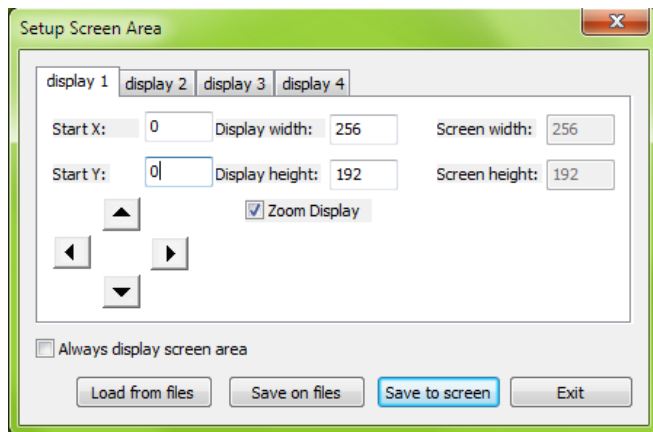 Setup Screen Area
display 1 display 2 display 3 display 4
Start X: 0 Display width: 256 Screen width: 256
Start Y: 0 Display height: 192 Screen height: 192
Zoom Display
Always display screen area
Load from files Save on files Save to screen Exit